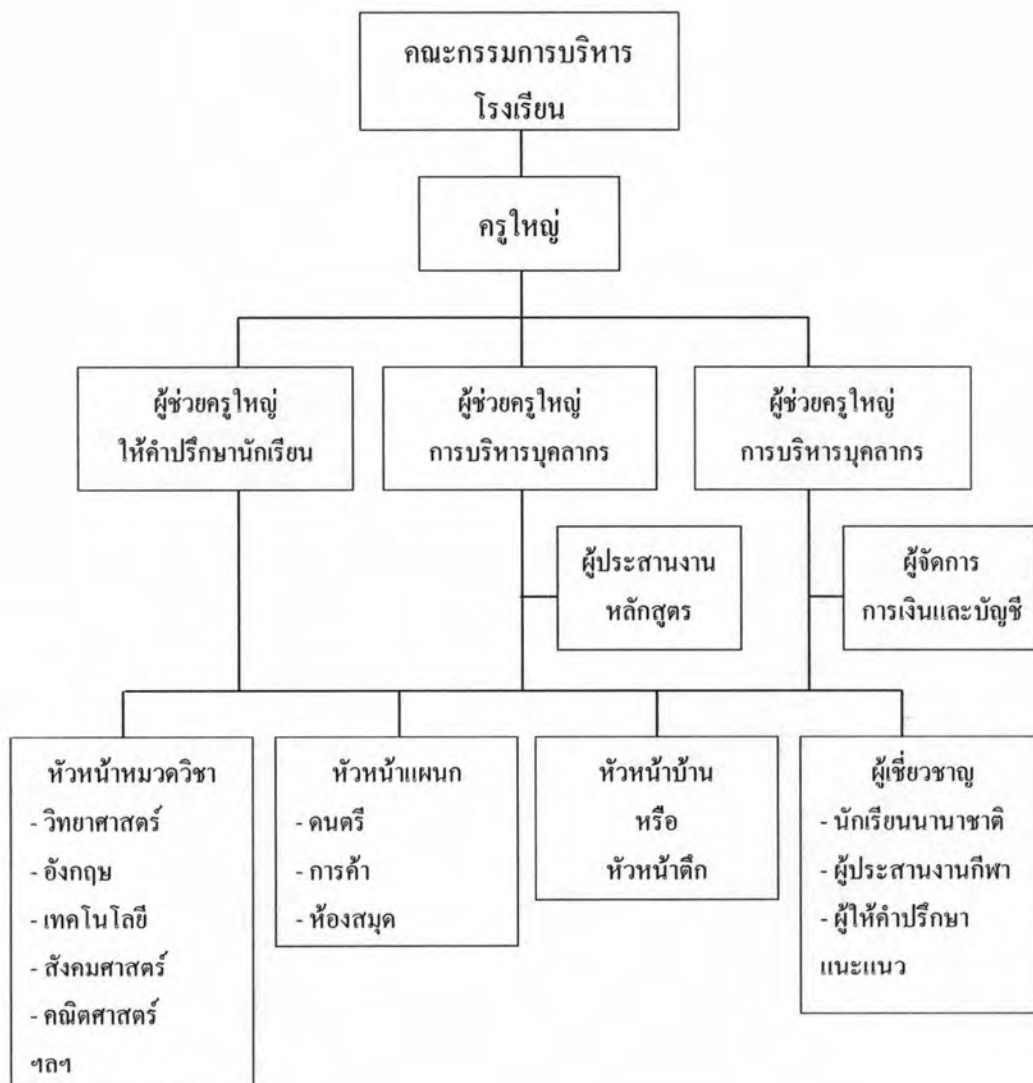 คณะกรรมการบริหาร
โรงเรียน
ครูใหญ่
ผู้ช่วยครูใหญ่
ให้คำปรึกษานักเรียน
ผู้ช่วยครูใหญ่
การบริหารบุคลากร
ผู้ช่วยครูใหญ่
การบริหารบุคลากร
ผู้ประสานงาน
หลักสูตร
ผู้จัดการ
การเงินและบัญชี
หัวหน้าหมวดวิชา
- วิทยาศาสตร์
- อังกฤษ
- เทคโนโลยี
- สังคมศาสตร์
- คณิตศาสตร์
ฯลฯ
หัวหน้าแผนก
- ดนตรี
- การค้า
- ห้องสมุด
หัวหน้าบ้าน
หรือ
หัวหน้าตึก
ผู้เชี่ยวชาญ
- นักเรียนนานาชาติ
- ผู้ประสานงานกีฬา
- ผู้ให้คำปรึกษา
แนะแนว